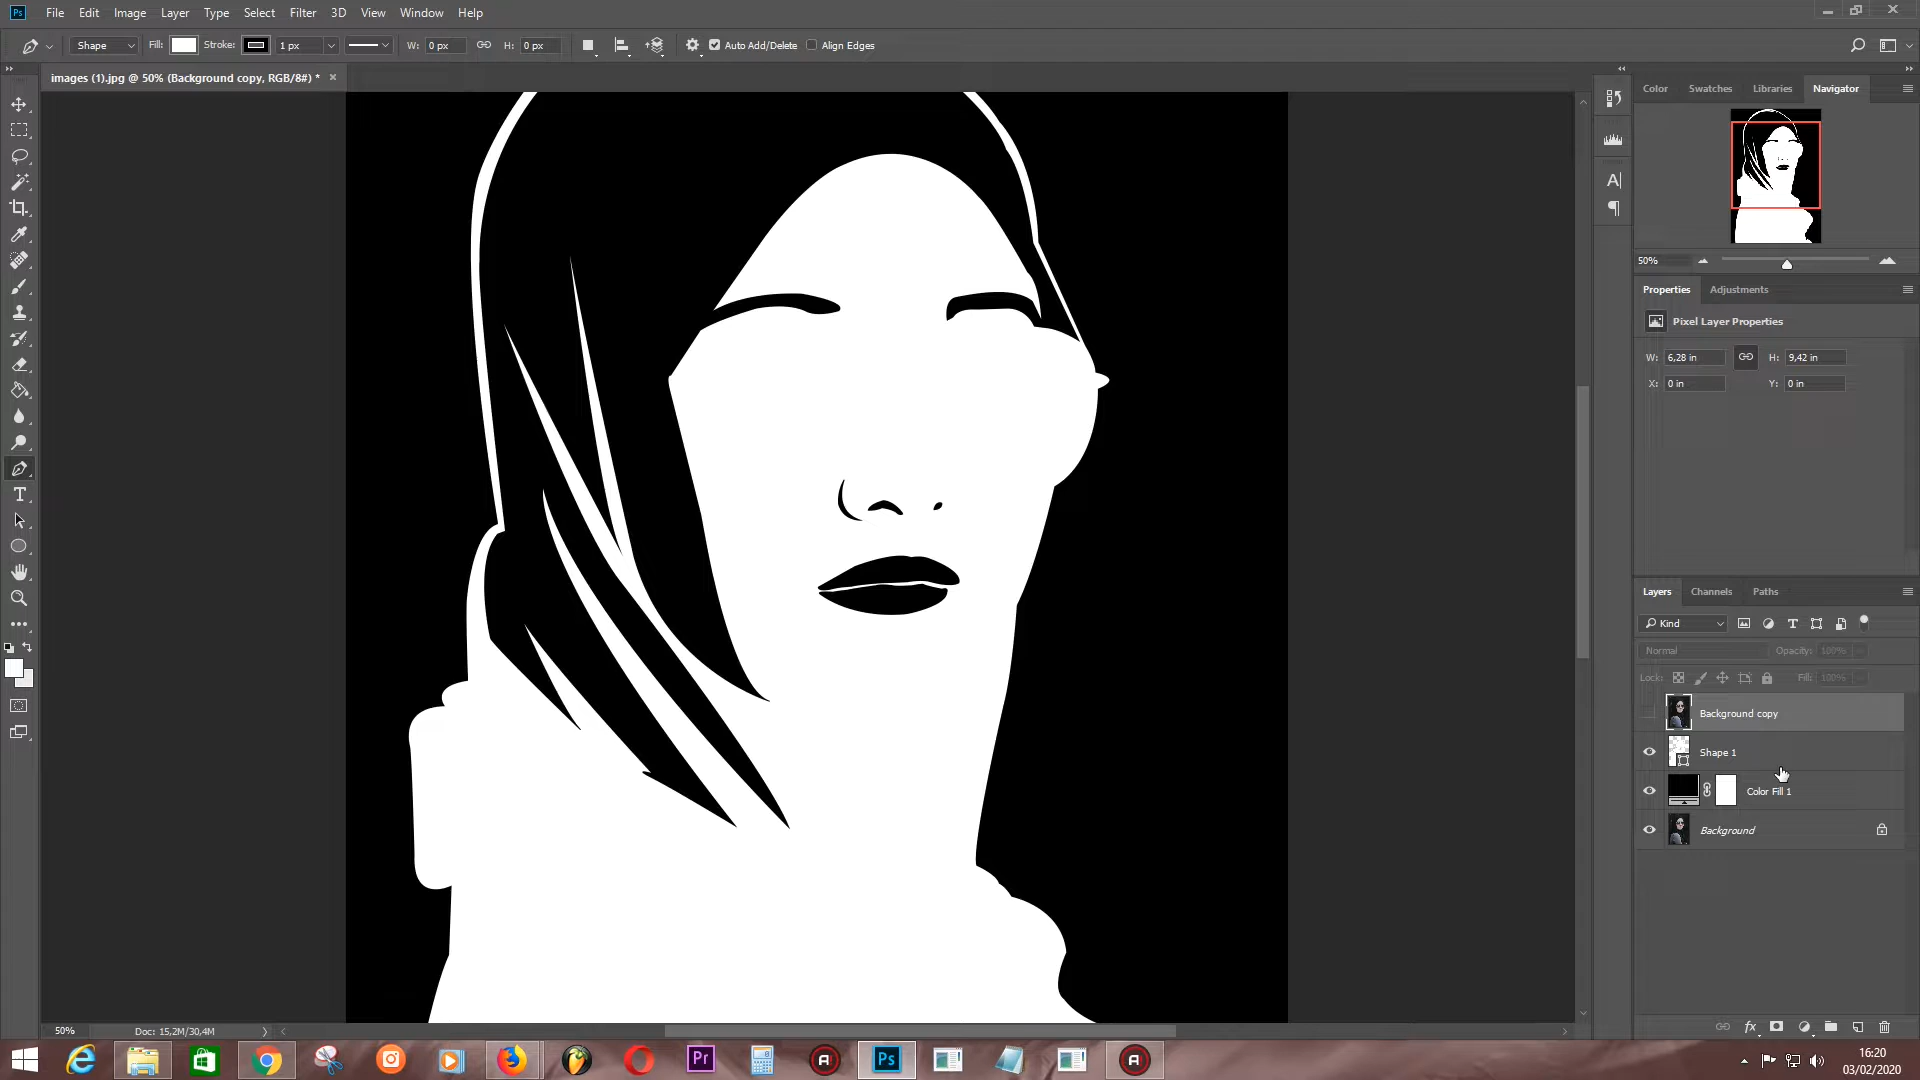 Ps File Edit Image Layer Type Select Filter 3D View Window Help
Shape Fill: Stroke: 1 px W: 0 px H: 0 px Auto Add/Delete Align Edges
images (1).jpg @ 50% (Background copy, RGB/8#) *
Color Swatches Libraries Navigator
50%
Properties Adjustments
Pixel Layer Properties
W: 6,28 in H: 9,42 in
X: 0 in Y: 0 in
Layers Channels Paths
Kind
Normal Opacity: 100%
Lock: Fill: 100%
Background copy
Shape 1
Color Fill 1
Background
50% Doc: 15,2M/30,4M
Pr Ps
16:20
03/02/2020